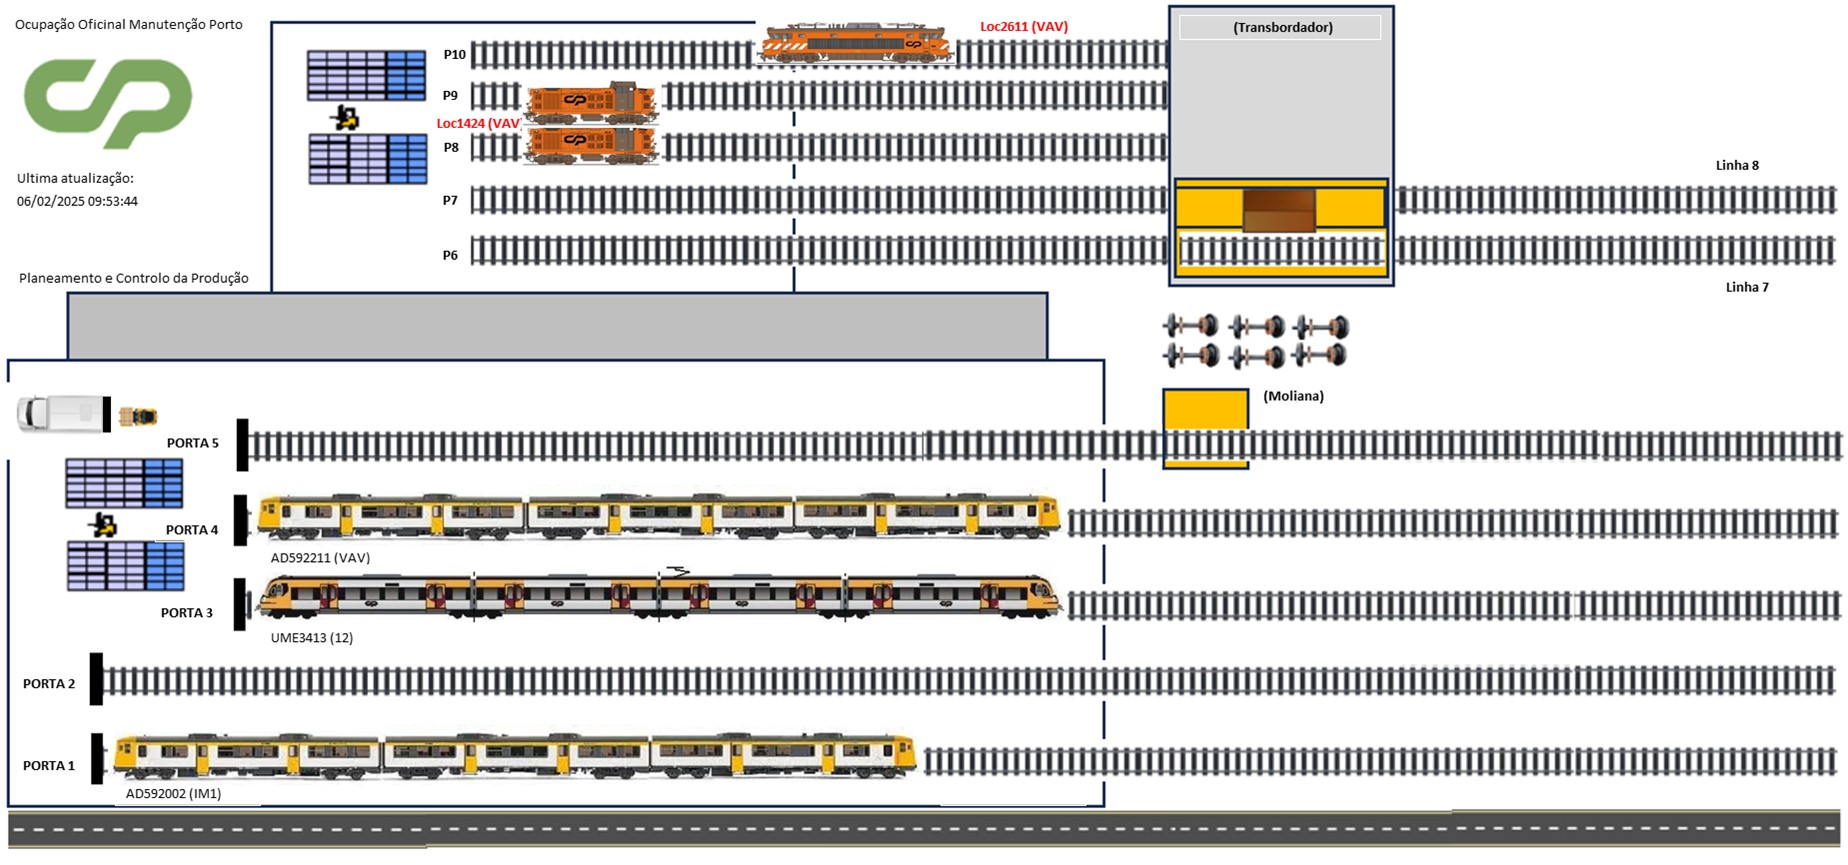 Ocupação Oficinal Manutenção Porto
Loc2611 (VAV)
(Transbordador)
P10
P9
Loc1424 (VAV)
P8
Linha 8
Ultima atualização:
06/02/2025 09:53:44
P7
P6
Planeamento e Controlo da Produção
Linha 7
(Moliana)
PORTA 5
PORTA 4
AD592211 (VAV)
PORTA 3
UME3413 (12)
PORTA 2
PORTA 1
AD592002 (IM1)